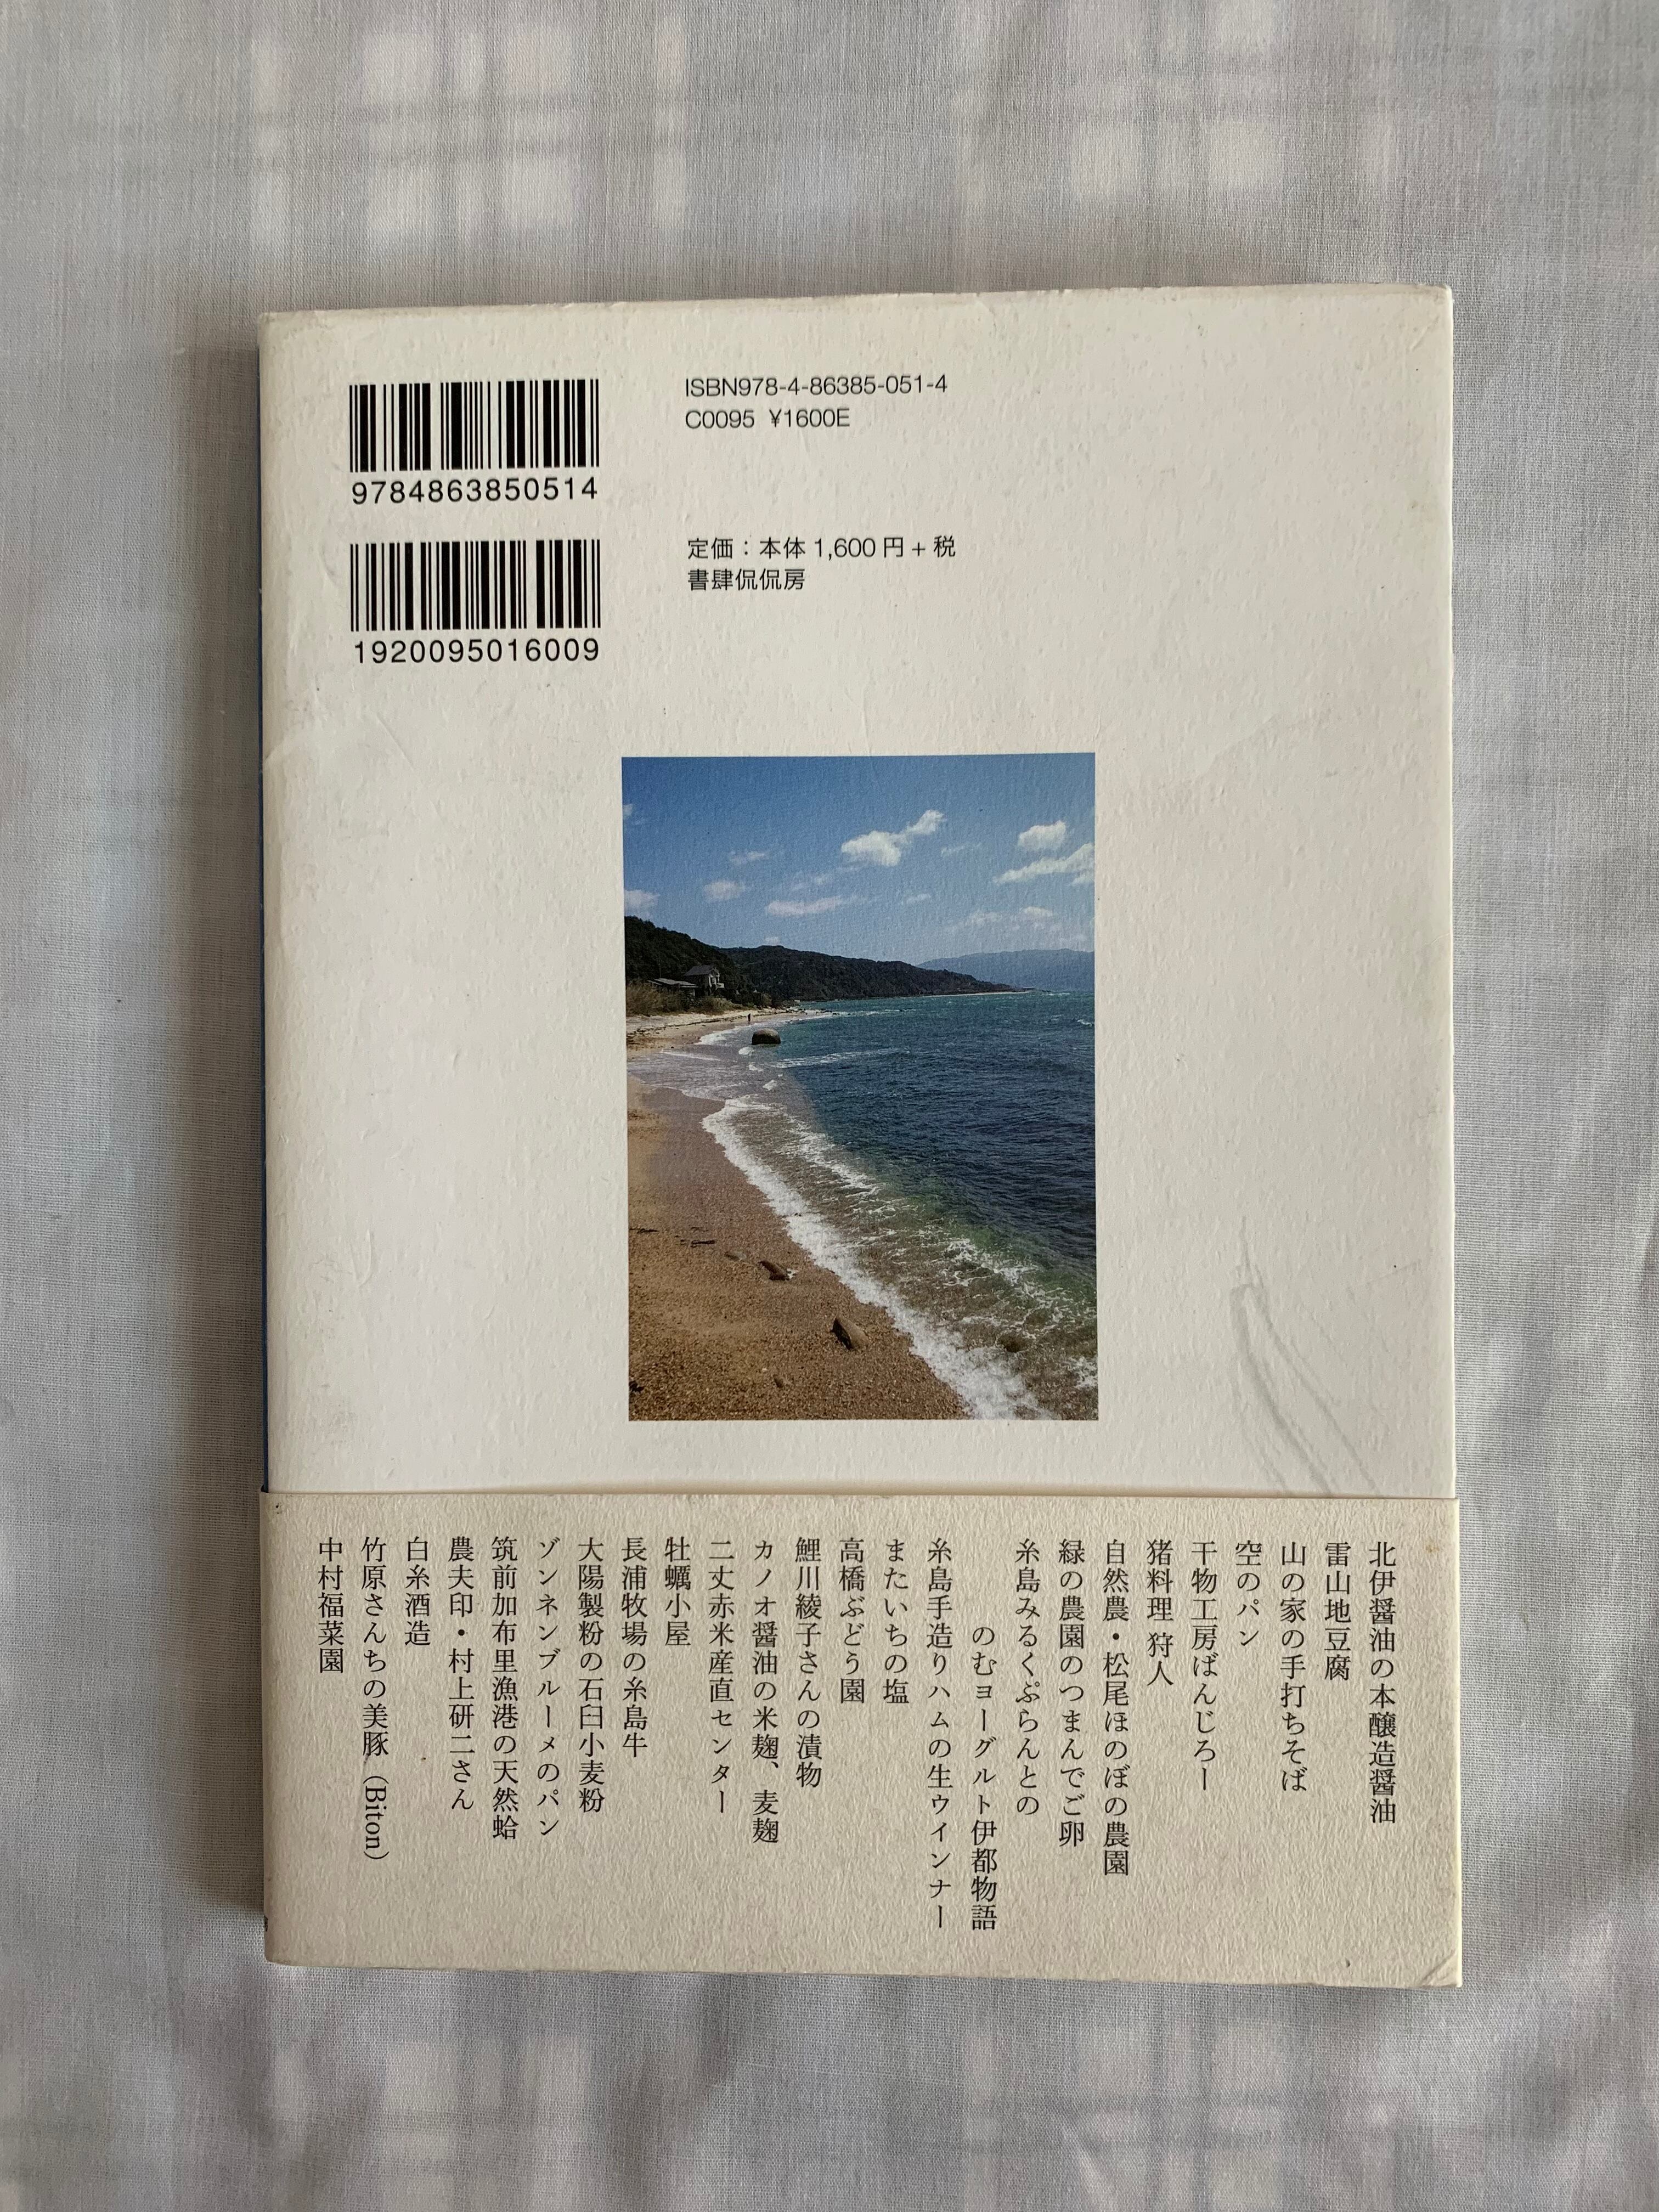 ISBN978-4-86385-051-4
C0095 ¥1600E
9784863850514
定価：本体1,600円+税
書肆侃侃房
1920095016009
北伊醤油の本醸造醤油
雷山地豆腐
山の家の手打ちそば
空のパン
干物工房ばんじろー
猪料理 狩人
自然農・松尾ほのぼの農園
緑の農園のつまんでご卵
糸島みるくぷらんとの
のむヨーグルト伊都物語
糸島手造りハムの生ウインナー
またいちの塩
高橋ぶどう園
鯉川綾子さんの漬物
カノオ醤油の米麹、麦麹
二丈赤米産直センター
牡蠣小屋
長浦牧場の糸島牛
大陽製粉の石臼小麦粉
ゾンネンブルーメのパン
筑前加布里漁港の天然蛤
農夫印・村上研二さん
白糸酒造
竹原さんちの美豚（Biton）
中村福菜園